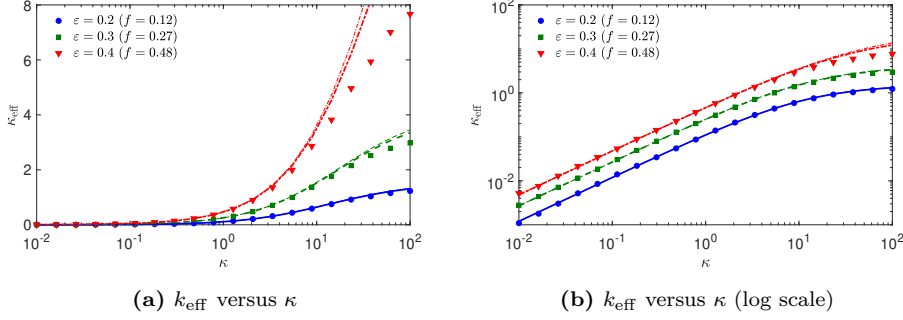 8
6
4
2
0
κ_eff
ε = 0.2 (f = 0.12)
ε = 0.3 (f = 0.27)
ε = 0.4 (f = 0.48)
10^-2 10^-1 10^0 10^1 10^2
κ
(a) k_eff versus κ
10^2
10^0
10^-2
κ_eff
ε = 0.2 (f = 0.12)
ε = 0.3 (f = 0.27)
ε = 0.4 (f = 0.48)
10^-2 10^-1 10^0 10^1 10^2
κ
(b) k_eff versus κ (log scale)